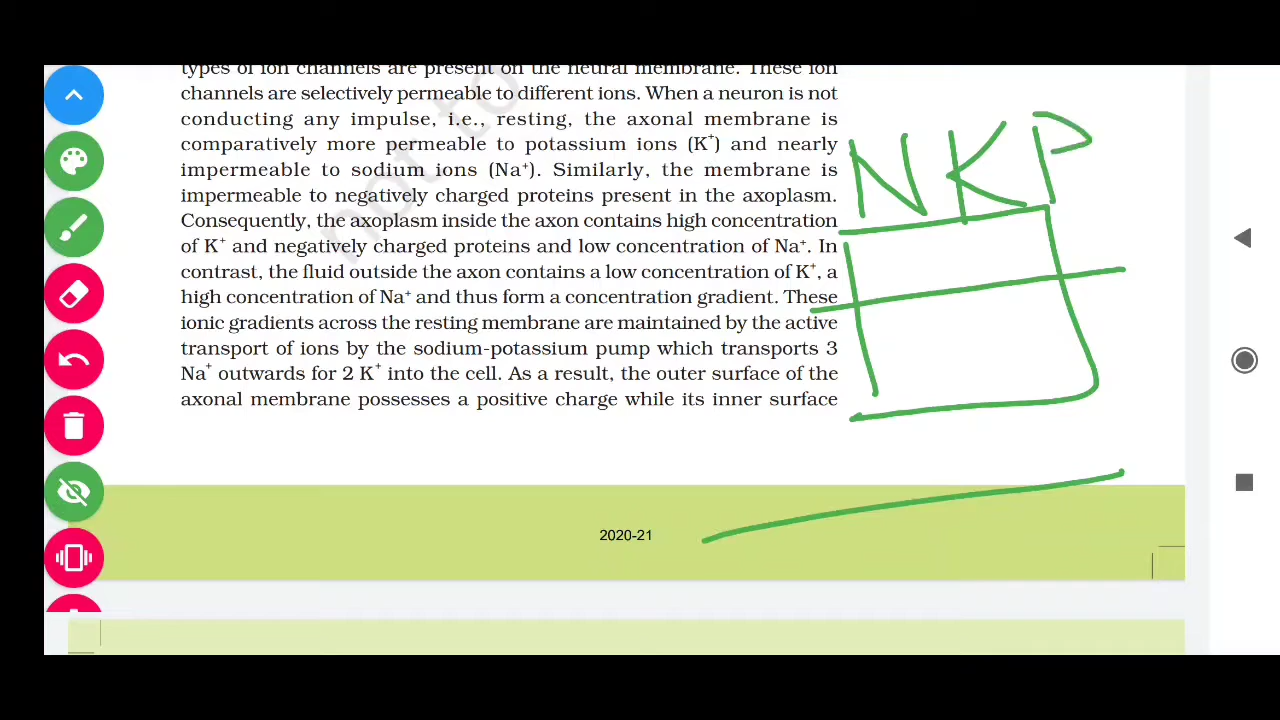 types of ion channels are present on the neural membrane. These ion
channels are selectively permeable to different ions. When a neuron is not
conducting any impulse, i.e., resting, the axonal membrane is
comparatively more permeable to potassium ions (K⁺) and nearly
impermeable to sodium ions (Na⁺). Similarly, the membrane is
impermeable to negatively charged proteins present in the axoplasm.
Consequently, the axoplasm inside the axon contains high concentration
of K⁺ and negatively charged proteins and low concentration of Na⁺. In
contrast, the fluid outside the axon contains a low concentration of K⁺, a
high concentration of Na⁺ and thus form a concentration gradient. These
ionic gradients across the resting membrane are maintained by the active
transport of ions by the sodium-potassium pump which transports 3
Na⁺ outwards for 2 K⁺ into the cell. As a result, the outer surface of the
axonal membrane possesses a positive charge while its inner surface
NKP
not to
2020-21